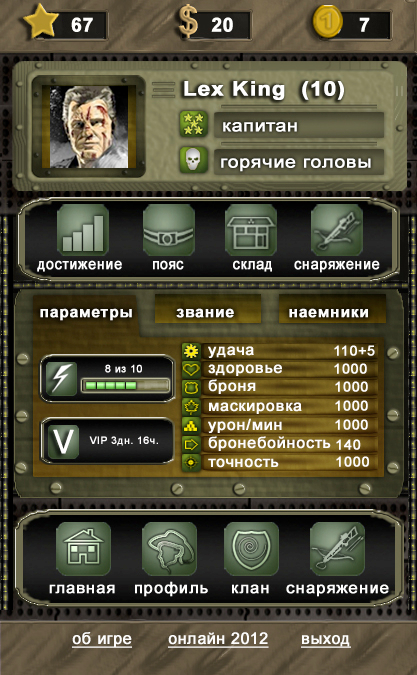 67 $ 20 1 7
Lex King (10)
капитан
горячие головы
достижение пояс склад снаряжение
параметры звание наемники
8 из 10
V VIP 3дн. 16ч.
удача 110+5
здоровье 1000
броня 1000
маскировка 1000
урон/мин 1000
бронебойность 140
точность 1000
главная профиль клан снаряжение
об игре онлайн 2012 выход